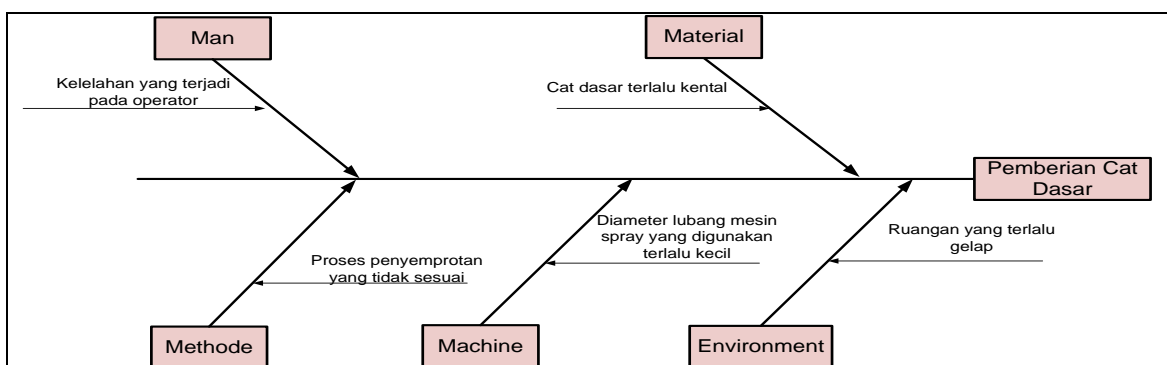 Man
Material
Kelelahan yang terjadi
pada operator
Cat dasar terlalu kental
Pemberian Cat
Dasar
Proses penyemprotan
yang tidak sesuai
Diameter lubang mesin
spray yang digunakan
terlalu kecil
Ruangan yang terlalu
gelap
Methode
Machine
Environment